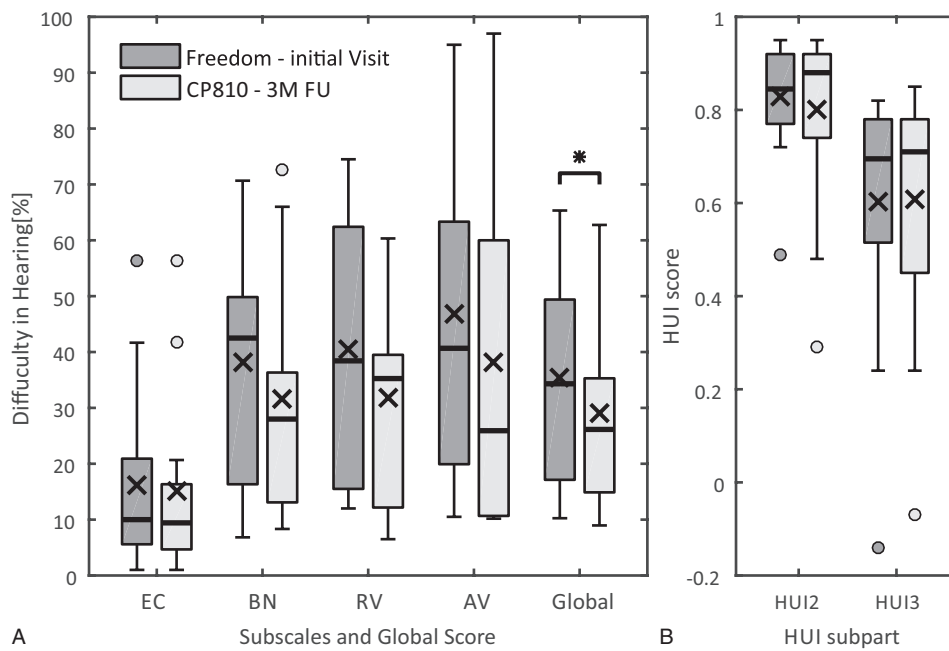 100
90
80
70
60
50
40
30
20
10
0
Diffuculty in Hearing[%]
Freedom - initial Visit
CP810 - 3M FU
*
EC BN RV AV Global
Subscales and Global Score
A
1
0.8
0.6
0.4
0.2
0
-0.2
HUI score
HUI2 HUI3
HUI subpart
B